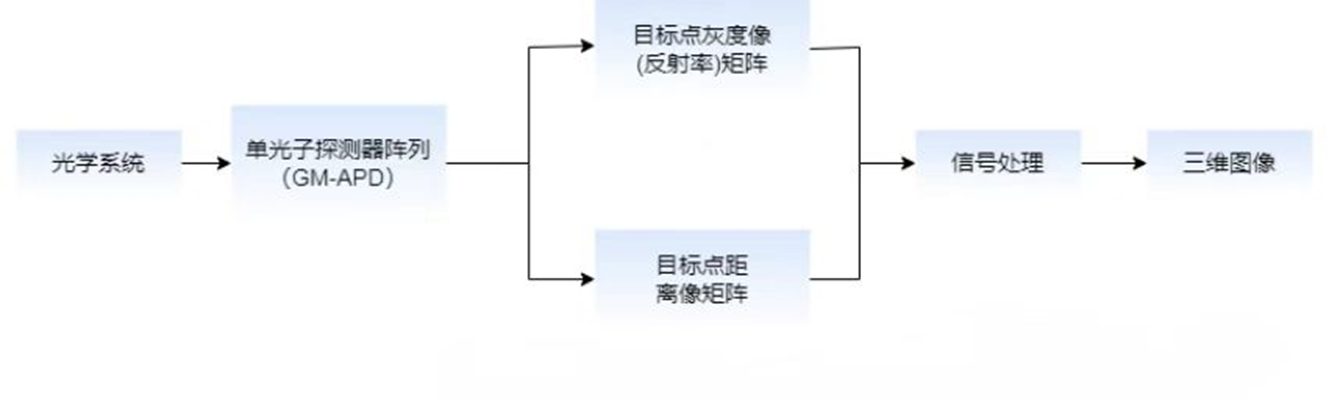 光学系统
单光子探测器阵列
（GM-APD）
目标点灰度像
(反射率)矩阵
目标点距
离像矩阵
信号处理
三维图像